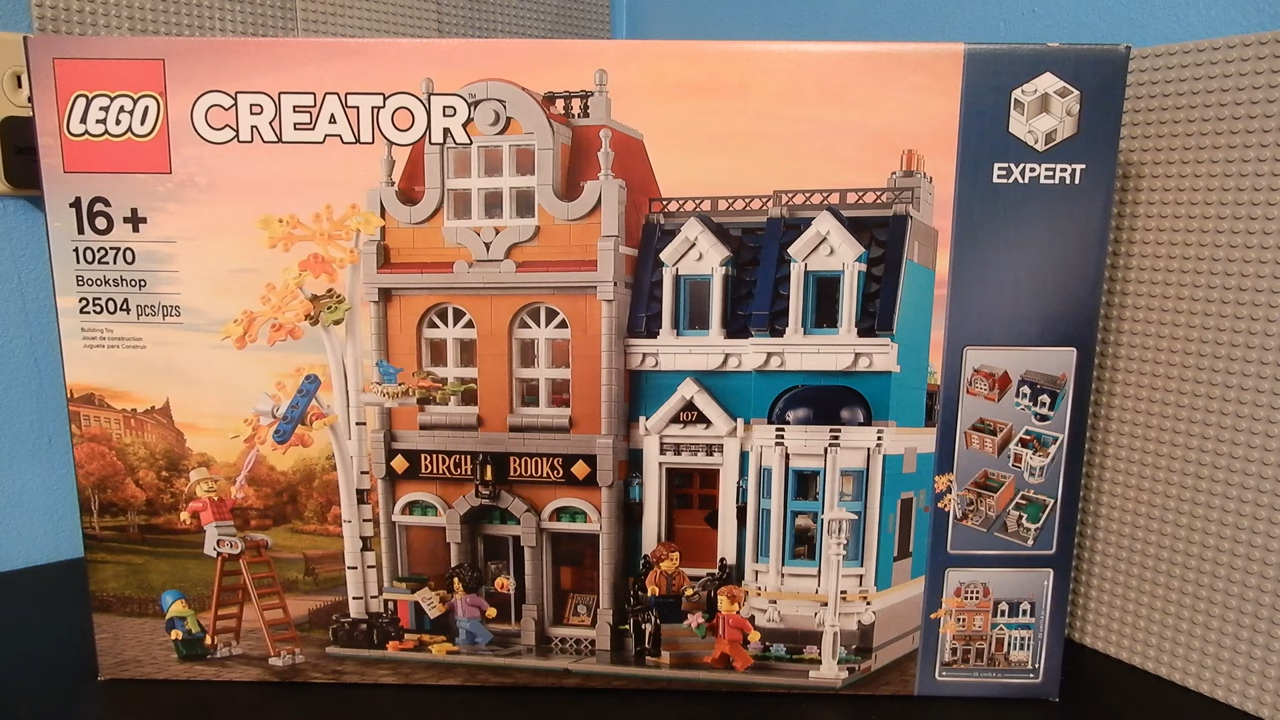 LEGO
CREATOR™
EXPERT
16+
10270
Bookshop
2504 pcs/pzs
Building Toy
Jouet de construction
Juguete para Construir
107
BIRCH BOOKS